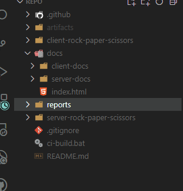 REPO
.github
artifacts
client-rock-paper-scissors
docs
client-docs
server-docs
index.html
reports
server-rock-paper-scissors
.gitignore
ci-build.bat
README.md